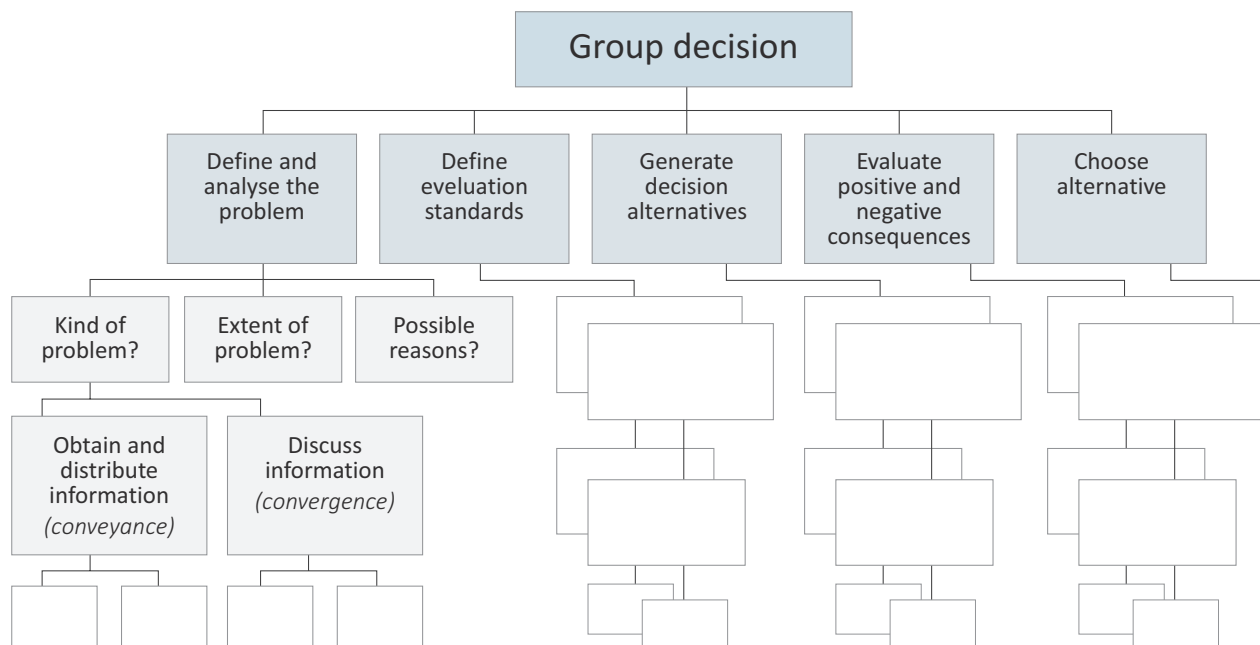 Group decision
Define and
analyse the
problem
Define
eveluation
standards
Generate
decision
alternatives
Evaluate
positive and
negative
consequences
Choose
alternative
Kind of
problem?
Extent of
problem?
Possible
reasons?
Obtain and
distribute
information
(conveyance)
Discuss
information
(convergence)